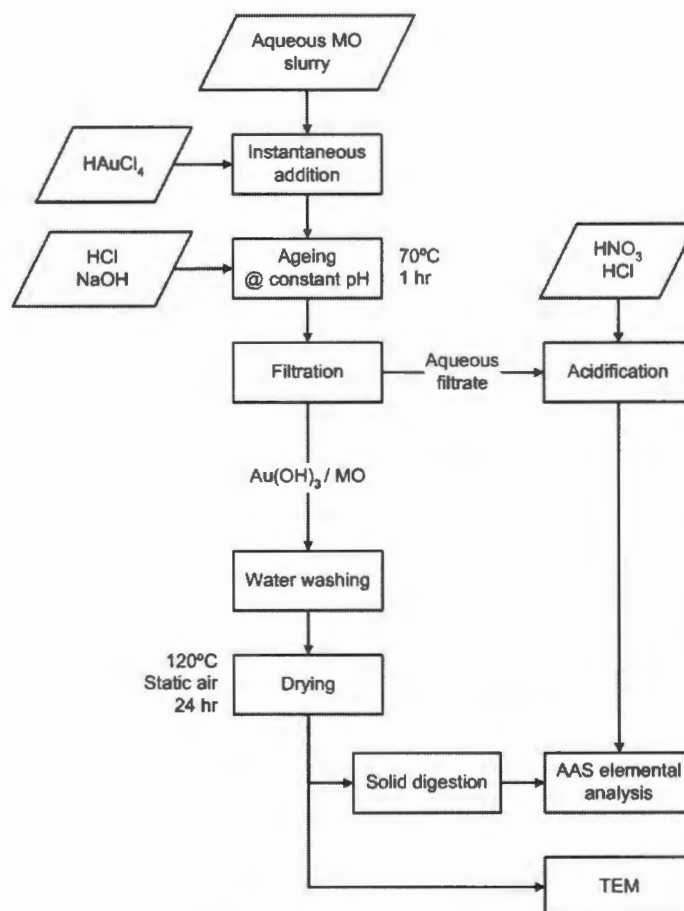 Aqueous MO
slurry
HAuCl₄
Instantaneous
addition
HCl
NaOH
Ageing
@ constant pH
70ºC
1 hr
HNO₃
HCl
Filtration
Aqueous
filtrate
Acidification
Au(OH)₃ / MO
Water washing
120ºC
Static air
24 hr
Drying
Solid digestion
AAS elemental
analysis
TEM